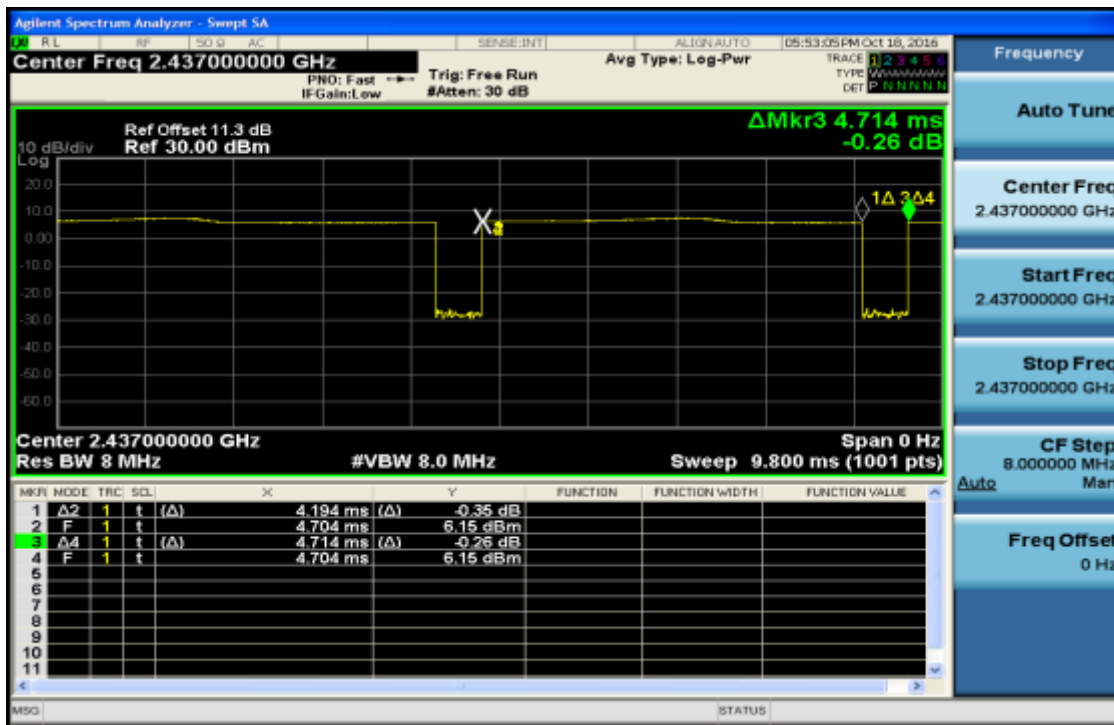 Agilent Spectrum Analyzer - Swept SA
RL RF 50 Ω AC SENSE:INT ALIGN AUTO 05:53:05 PM Oct 18, 2016
Center Freq 2.437000000 GHz
PNO: Fast
IFGain:Low
Trig: Free Run
#Atten: 30 dB
Avg Type: Log-Pwr
TRACE 1 2 3 4 5 6
TYPE
DET P N N N N N
ΔMkr3 4.714 ms
-0.26 dB
Ref Offset 11.3 dB
10 dB/div Ref 30.00 dBm
Log
20.0
10.0
0.00
-10.0
-20.0
-30.0
-40.0
-50.0
-60.0
1Δ 3Δ4
Center 2.437000000 GHz Span 0 Hz
Res BW 8 MHz #VBW 8.0 MHz Sweep 9.800 ms (1001 pts)
MKR MODE TRC SCL X Y FUNCTION FUNCTION WIDTH FUNCTION VALUE
1 Δ2 1 t (Δ) 4.194 ms (Δ) -0.35 dB
2 F 1 t 4.704 ms 6.15 dBm
3 Δ4 1 t (Δ) 4.714 ms (Δ) -0.26 dB
4 F 1 t 4.704 ms 6.15 dBm
5
6
7
8
9
10
11
MSG STATUS
Frequency
Auto Tune
Center Freq
2.437000000 GHz
Start Freq
2.437000000 GHz
Stop Freq
2.437000000 GHz
CF Step
8.000000 MHz
Auto Man
Freq Offset
0 Hz